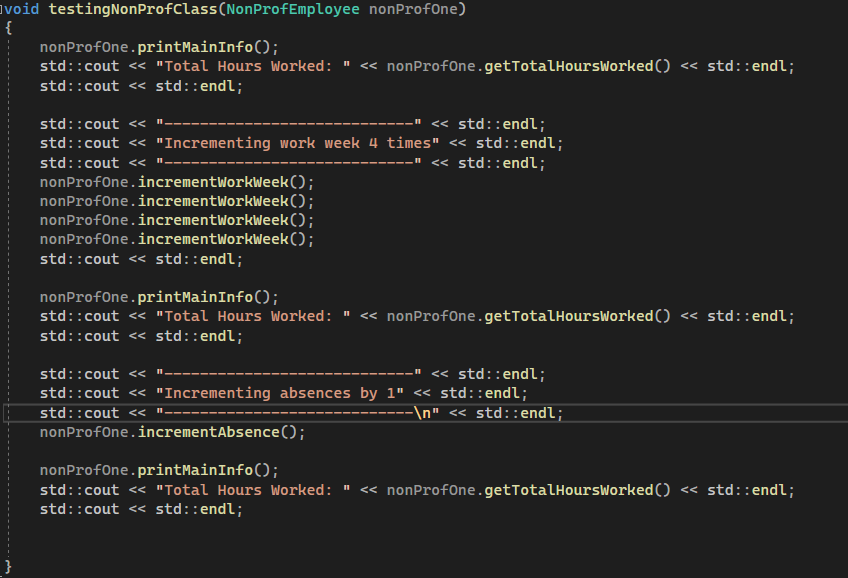 void testingNonProfClass(NonProfEmployee nonProfOne)
{
    nonProfOne.printMainInfo();
    std::cout << "Total Hours Worked: " << nonProfOne.getTotalHoursWorked() << std::endl;
    std::cout << std::endl;

    std::cout << "----------------------------" << std::endl;
    std::cout << "Incrementing work week 4 times" << std::endl;
    std::cout << "----------------------------" << std::endl;
    nonProfOne.incrementWorkWeek();
    nonProfOne.incrementWorkWeek();
    nonProfOne.incrementWorkWeek();
    nonProfOne.incrementWorkWeek();
    std::cout << std::endl;

    nonProfOne.printMainInfo();
    std::cout << "Total Hours Worked: " << nonProfOne.getTotalHoursWorked() << std::endl;
    std::cout << std::endl;

    std::cout << "----------------------------" << std::endl;
    std::cout << "Incrementing absences by 1" << std::endl;
    std::cout << "----------------------------\n" << std::endl;
    nonProfOne.incrementAbsence();

    nonProfOne.printMainInfo();
    std::cout << "Total Hours Worked: " << nonProfOne.getTotalHoursWorked() << std::endl;
    std::cout << std::endl;


}